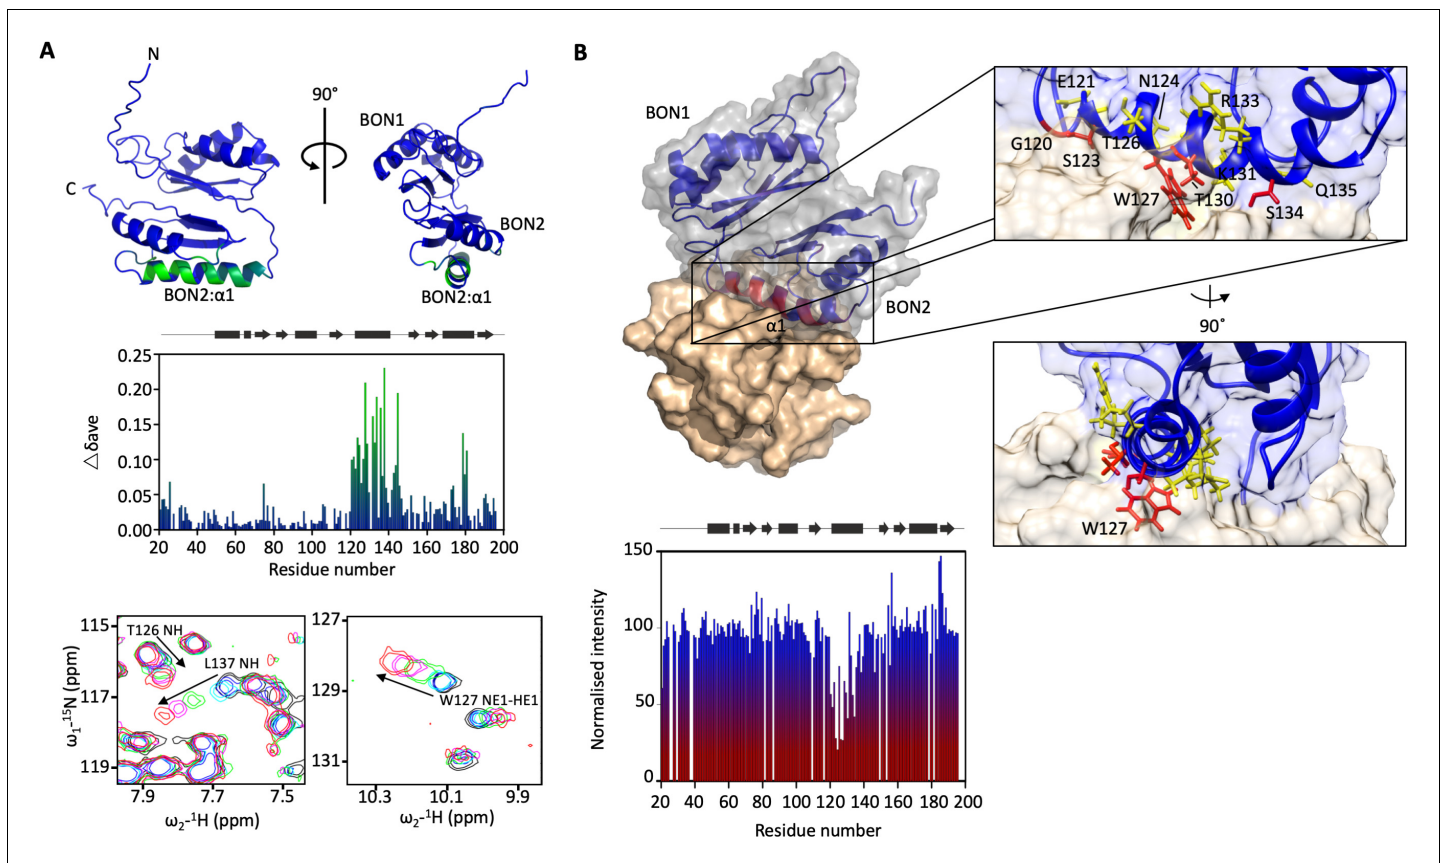 A
N
90˚
BON1
C
BON2
BON2:α1
BON2:α1
0.25
0.20
0.15
0.10
0.05
0.00
△δave
20 40 60 80 100 120 140 160 180 200
Residue number
115
117
119
ω1-15N (ppm)
T126 NH
L137 NH
7.9 7.7 7.5
ω2-1H (ppm)
127
129
131
W127 NE1-HE1
10.3 10.1 9.9
ω2-1H (ppm)
B
BON1
α1
BON2
E121
N124
R133
G120
S123
T126
K131
W127
T130
S134
Q135
90˚
W127
150
100
50
0
Normalised intensity
20 40 60 80 100 120 140 160 180 200
Residue number